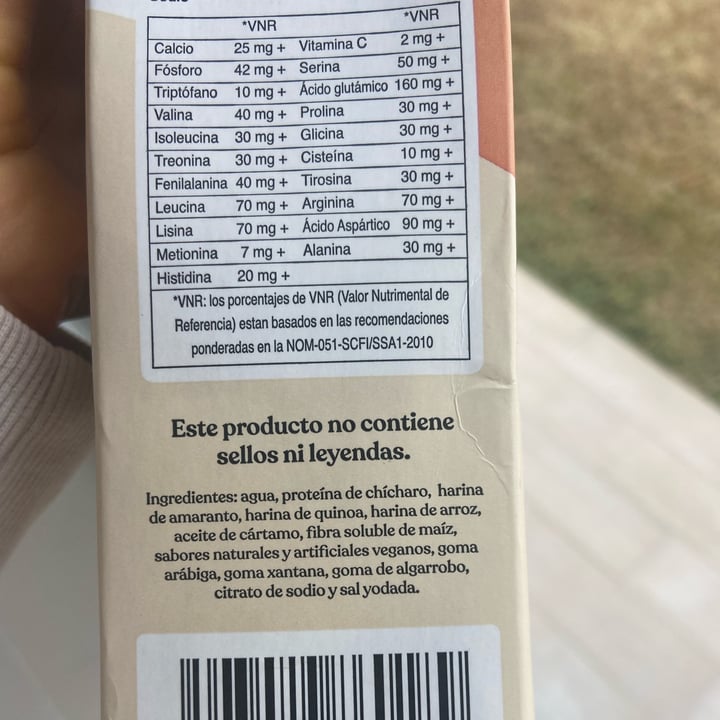 *VNR *VNR
Calcio 25 mg + Vitamina C 2 mg +
Fósforo 42 mg + Serina 50 mg +
Triptófano 10 mg + Ácido glutámico 160 mg +
Valina 40 mg + Prolina 30 mg +
Isoleucina 30 mg + Glicina 30 mg +
Treonina 30 mg + Cisteína 10 mg +
Fenilalanina 40 mg + Tirosina 30 mg +
Leucina 70 mg + Arginina 70 mg +
Lisina 70 mg + Ácido Aspártico 90 mg +
Metionina 7 mg + Alanina 30 mg +
Histidina 20 mg +
*VNR: los porcentajes de VNR (Valor Nutrimental de
Referencia) estan basados en las recomendaciones
ponderadas en la NOM-051-SCFI/SSA1-2010
Este producto no contiene
sellos ni leyendas.
Ingredientes: agua, proteína de chícharo, harina
de amaranto, harina de quinoa, harina de arroz,
aceite de cártamo, fibra soluble de maíz,
sabores naturales y artificiales veganos, goma
arábiga, goma xantana, goma de algarrobo,
citrato de sodio y sal yodada.